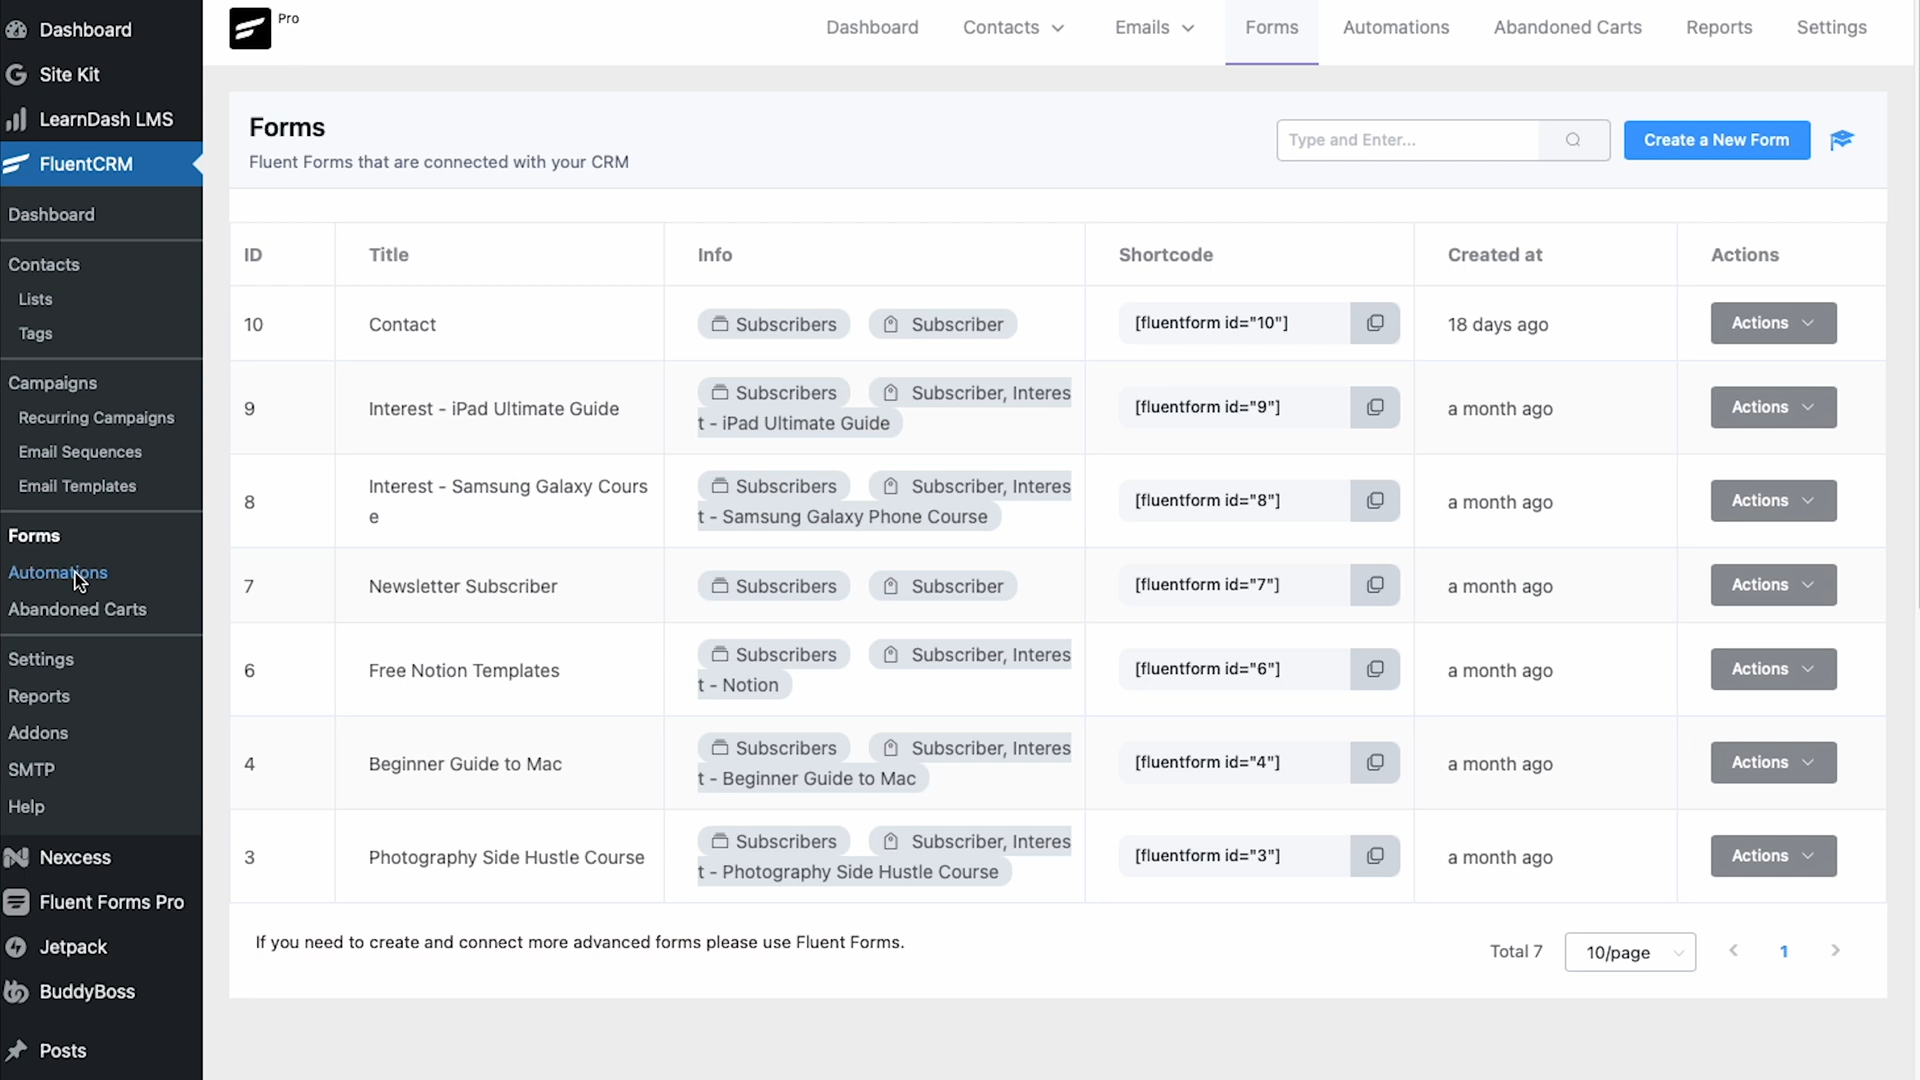 Dashboard
Site Kit
LearnDash LMS
FluentCRM
Dashboard
Contacts
Lists
Tags
Campaigns
Recurring Campaigns
Email Sequences
Email Templates
Forms
Automations
Abandoned Carts
Settings
Reports
Addons
SMTP
Help
Nexcess
Fluent Forms Pro
Jetpack
BuddyBoss
Posts
Pro
Dashboard Contacts Emails Forms Automations Abandoned Carts Reports Settings
Forms
Fluent Forms that are connected with your CRM
Type and Enter...
Create a New Form
ID Title Info Shortcode Created at Actions
10 Contact Subscribers Subscriber [fluentform id="10"] 18 days ago Actions
9 Interest - iPad Ultimate Guide Subscribers Subscriber, Interes
t - iPad Ultimate Guide [fluentform id="9"] a month ago Actions
8 Interest - Samsung Galaxy Cours
e Subscribers Subscriber, Interes
t - Samsung Galaxy Phone Course [fluentform id="8"] a month ago Actions
7 Newsletter Subscriber Subscribers Subscriber [fluentform id="7"] a month ago Actions
6 Free Notion Templates Subscribers Subscriber, Interes
t - Notion [fluentform id="6"] a month ago Actions
4 Beginner Guide to Mac Subscribers Subscriber, Interes
t - Beginner Guide to Mac [fluentform id="4"] a month ago Actions
3 Photography Side Hustle Course Subscribers Subscriber, Interes
t - Photography Side Hustle Course [fluentform id="3"] a month ago Actions
If you need to create and connect more advanced forms please use Fluent Forms.
Total 7 10/page 1